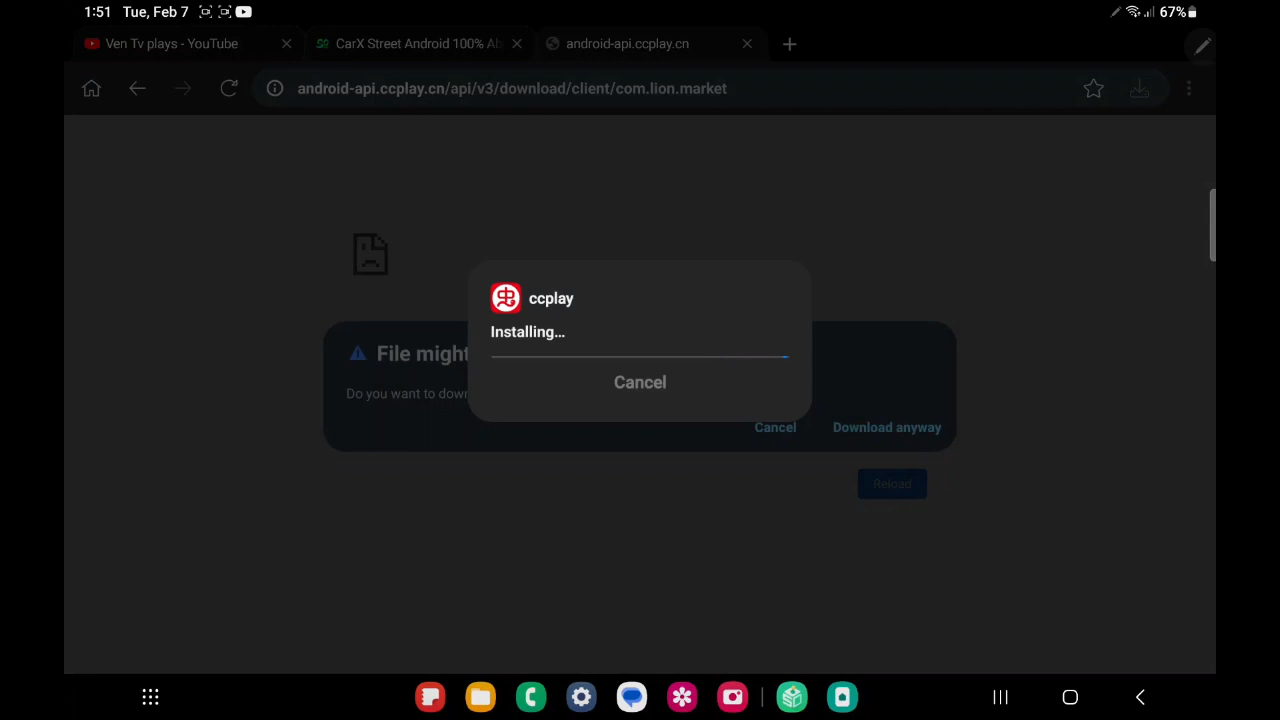 1:51 Tue, Feb 7
67%
Ven Tv plays - YouTube
CarX Street Android 100% Ab
android-api.ccplay.cn
android-api.ccplay.cn/api/v3/download/client/com.lion.market
ccplay
Installing...
Cancel
File might
Do you want to down
Cancel
Download anyway
Reload